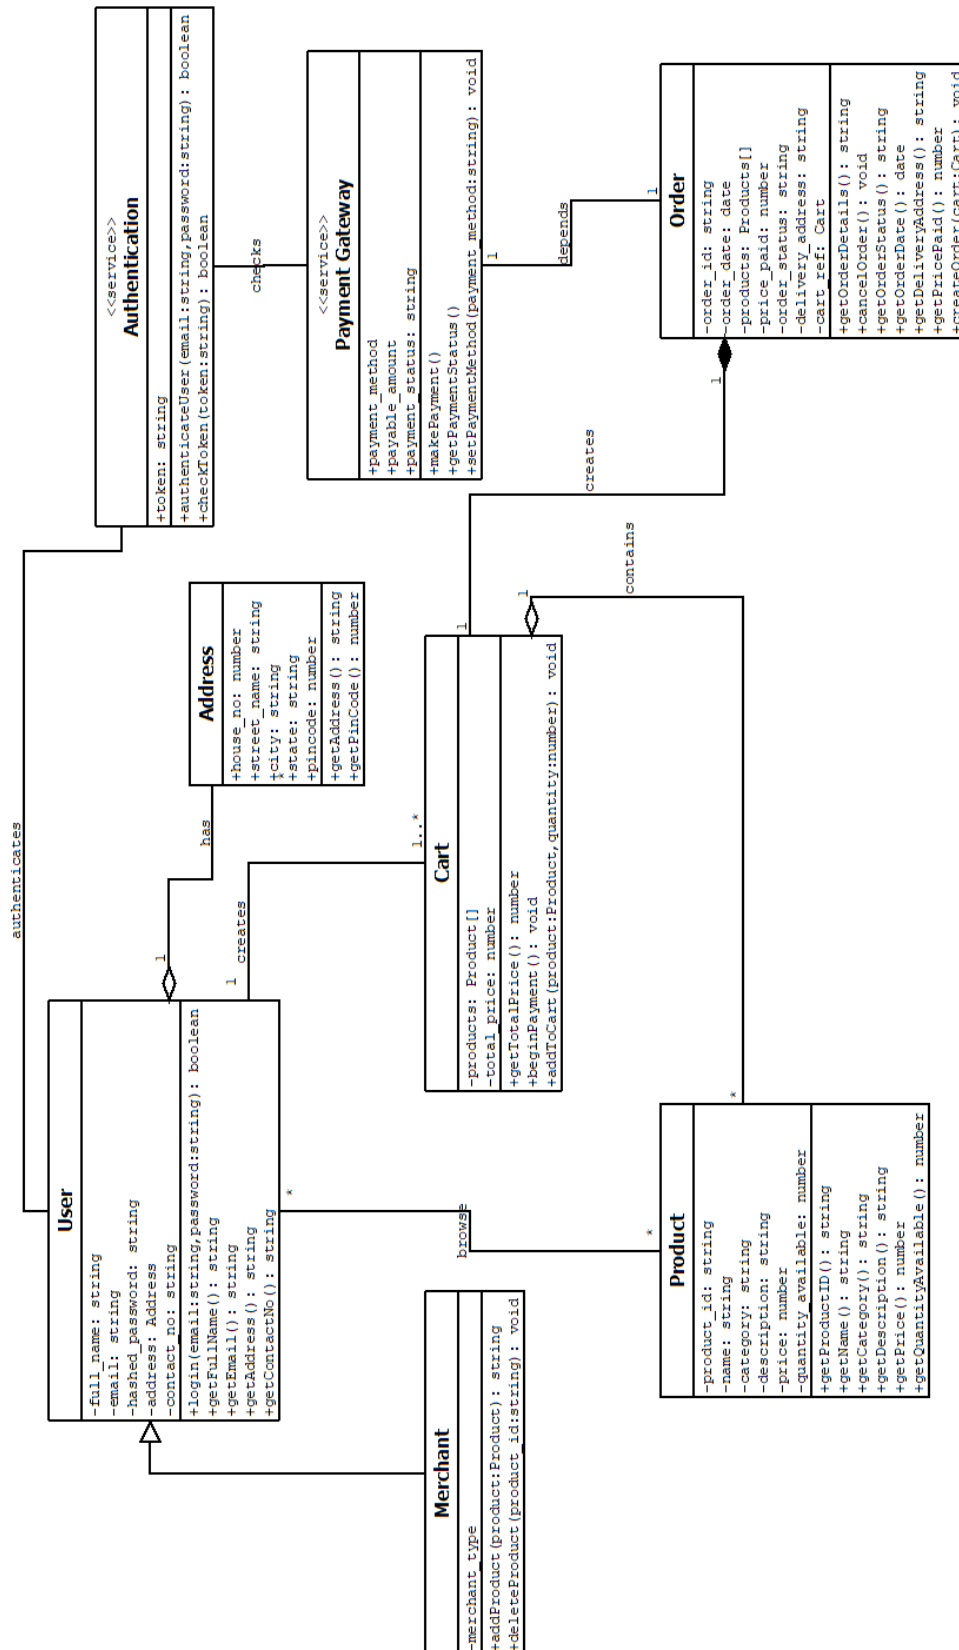 <<service>>
Authentication
+token: string
+authenticateUser(email:string,password:string): boolean
+checkToken(token:string): boolean
authenticates
checks
<<service>>
Payment Gateway
+payment_method
+payable_amount
+payment_status: string
+makePayment()
+getPaymentStatus()
+setPaymentMethod(payment_method:string): void
1
depends
1
Order
-order_id: string
-order_date: date
-products: Products[]
-price_paid: number
-order_status: string
-delivery_address: string
-cart_ref: Cart
+getOrderDetails(): string
+cancelOrder(): void
+getOrderStatus(): string
+getOrderDate(): date
+getDeliveryAddress(): string
+getPricePaid(): number
+createOrder(cart:Cart): void
1
creates
1
Address
+house_no: number
+street_name: string
+city: string
+state: string
+pincode: number
+getAddress(): string
+getPinCode(): number
*
has
1
User
-full_name: string
-email: string
-hashed_password: string
-address: Address
-contact_no: string
+login(email:string,password:string): boolean
+getFullName(): string
+getEmail(): string
+getAddress(): string
+getContactNo(): string
1
creates
1..*
Cart
-products: Product[]
-total_price: number
+getTotalPrice(): number
+beginPayment(): void
+addToCart(product:Product,quantity:number): void
1
contains
*
*
browse
*
Product
-product_id: string
-name: string
-category: string
-description: string
-price: number
-quantity_available: number
+getProductID(): string
+getName(): string
+getCategory(): string
+getDescription(): string
+getPrice(): number
+getQuantityAvailable(): number
Merchant
-merchant_type
+addProduct(product:Product): string
+deleteProduct(product_id:string): void